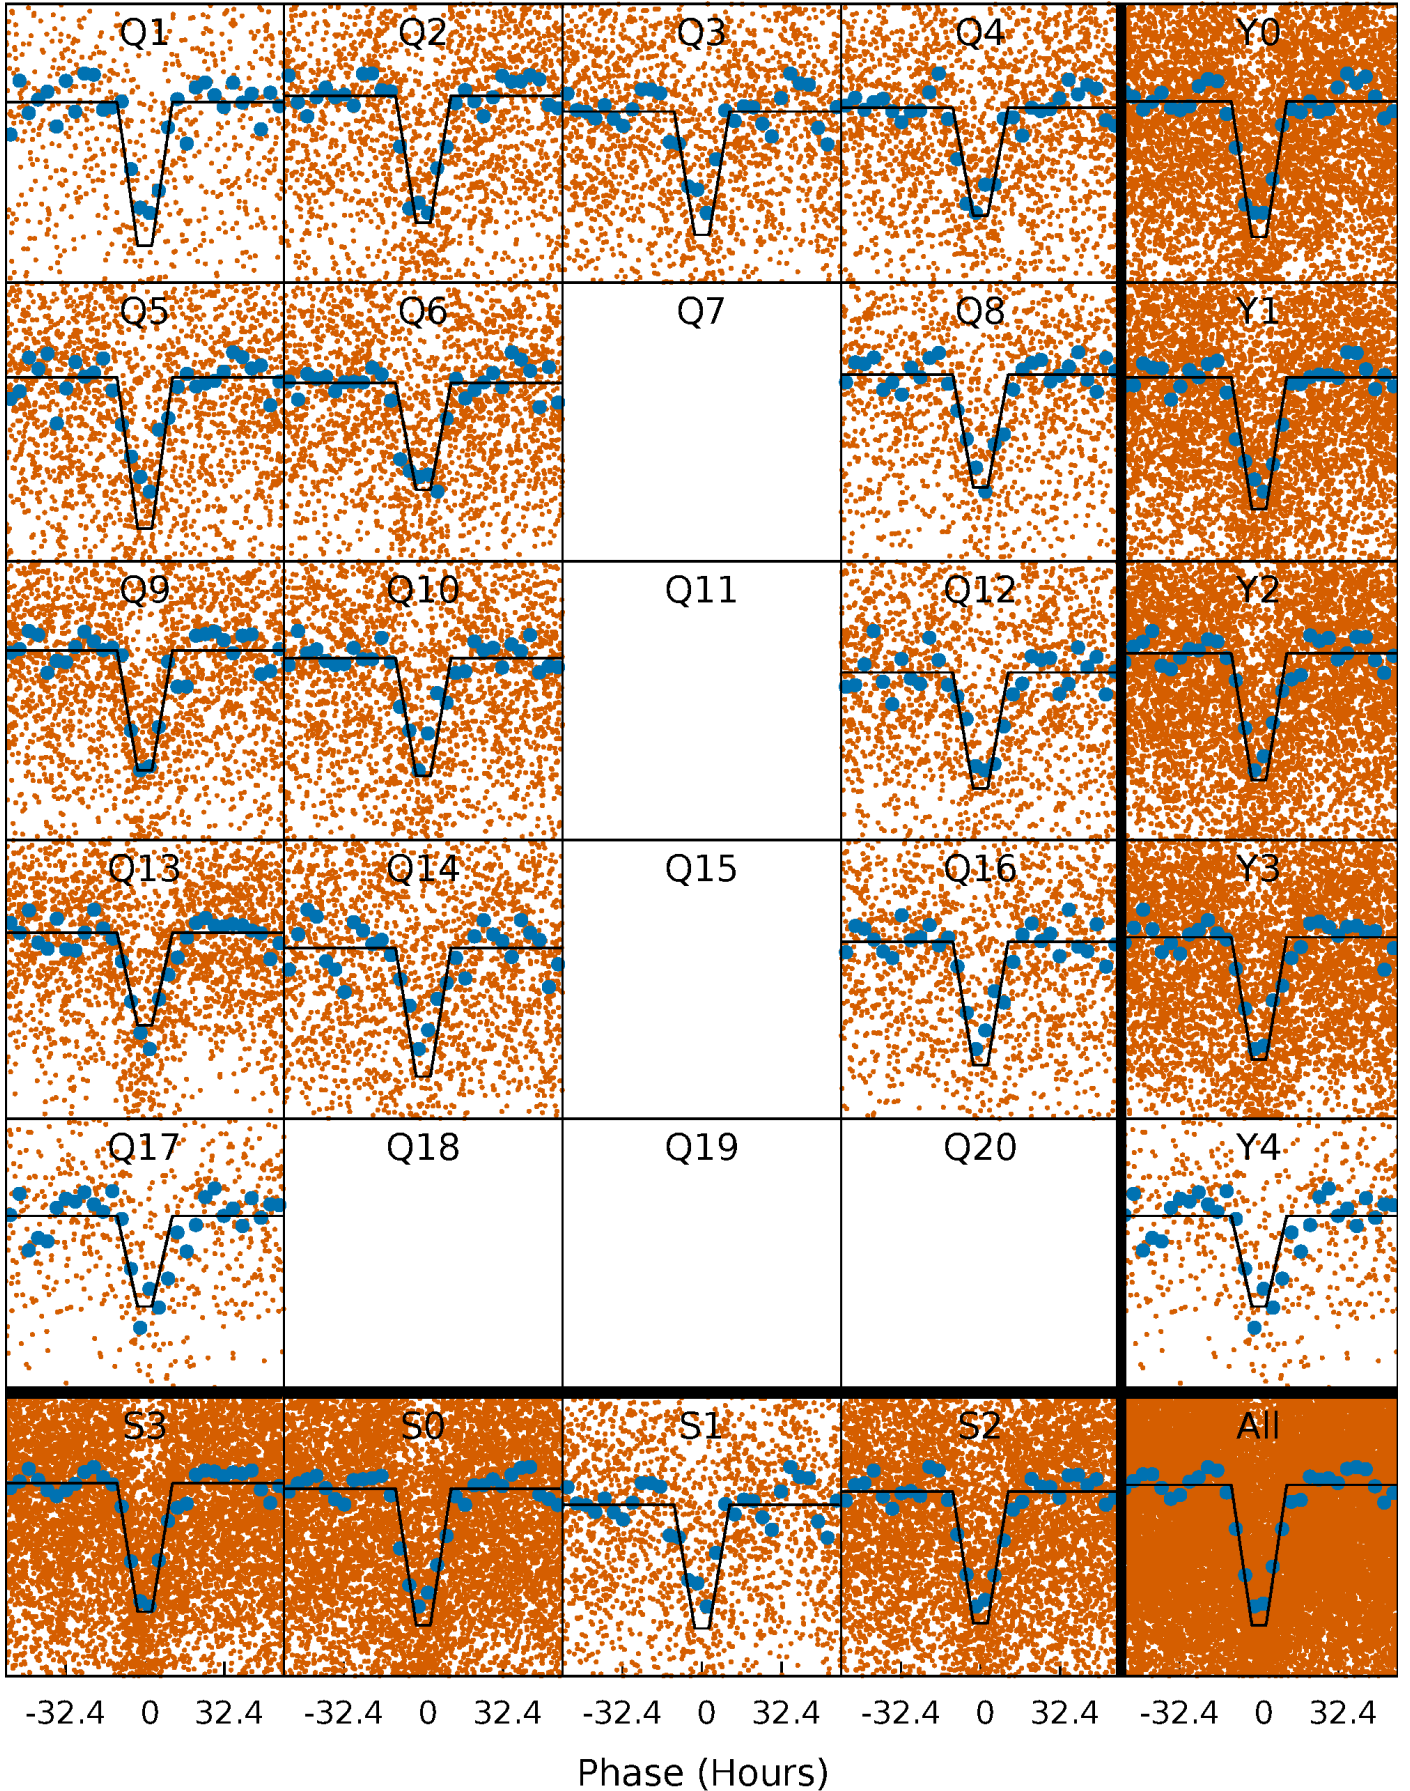 Q1 Q2 Q3 Q4 Y0
Q5 Q6 Q7 Q8 Y1
Q9 Q10 Q11 Q12 Y2
Q13 Q14 Q15 Q16 Y3
Q17 Q18 Q19 Q20 Y4
S3 S0 S1 S2 All
-32.4 0 32.4 -32.4 0 32.4 -32.4 0 32.4 -32.4 0 32.4 -32.4 0 32.4
Phase (Hours)